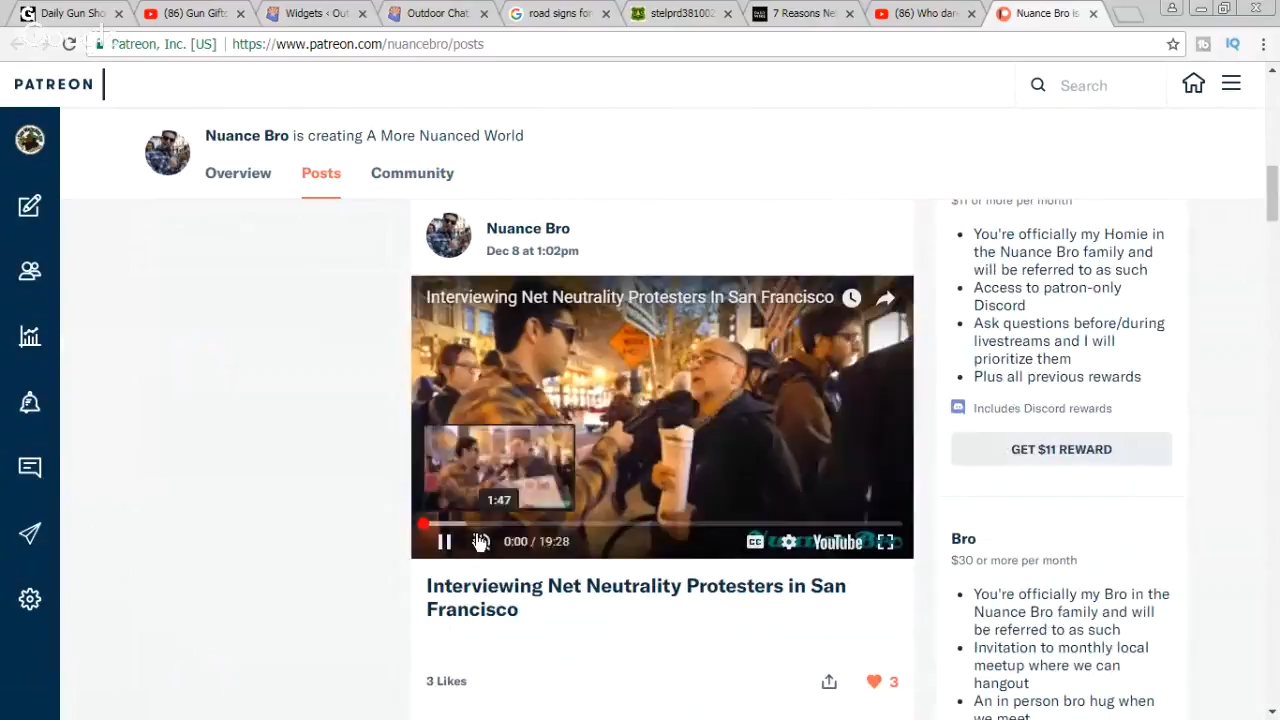 Daily Gun Sho
(86) Gun Gifts
Widgets ‹ Out
Outdoor Chan
road signs for
stelprd381002
7 Reasons Ne
(86) Who dare
Nuance Bro is
Patreon, Inc. [US] https://www.patreon.com/nuancebro/posts
PATREON
Search
Nuance Bro is creating A More Nuanced World
Overview Posts Community
Nuance Bro
Dec 8 at 1:02pm
Interviewing Net Neutrality Protesters In San Francisco
1:47
0:00 / 19:28
CC
YouTube
Interviewing Net Neutrality Protesters in San
Francisco
3 Likes
3
$11 or more per month
You're officially my Homie in
the Nuance Bro family and
will be referred to as such
Access to patron-only
Discord
Ask questions before/during
livestreams and I will
prioritize them
Plus all previous rewards
Includes Discord rewards
GET $11 REWARD
Bro
$30 or more per month
You're officially my Bro in the
Nuance Bro family and will
be referred to as such
Invitation to monthly local
meetup where we can
hangout
An in person bro hug when
we meet